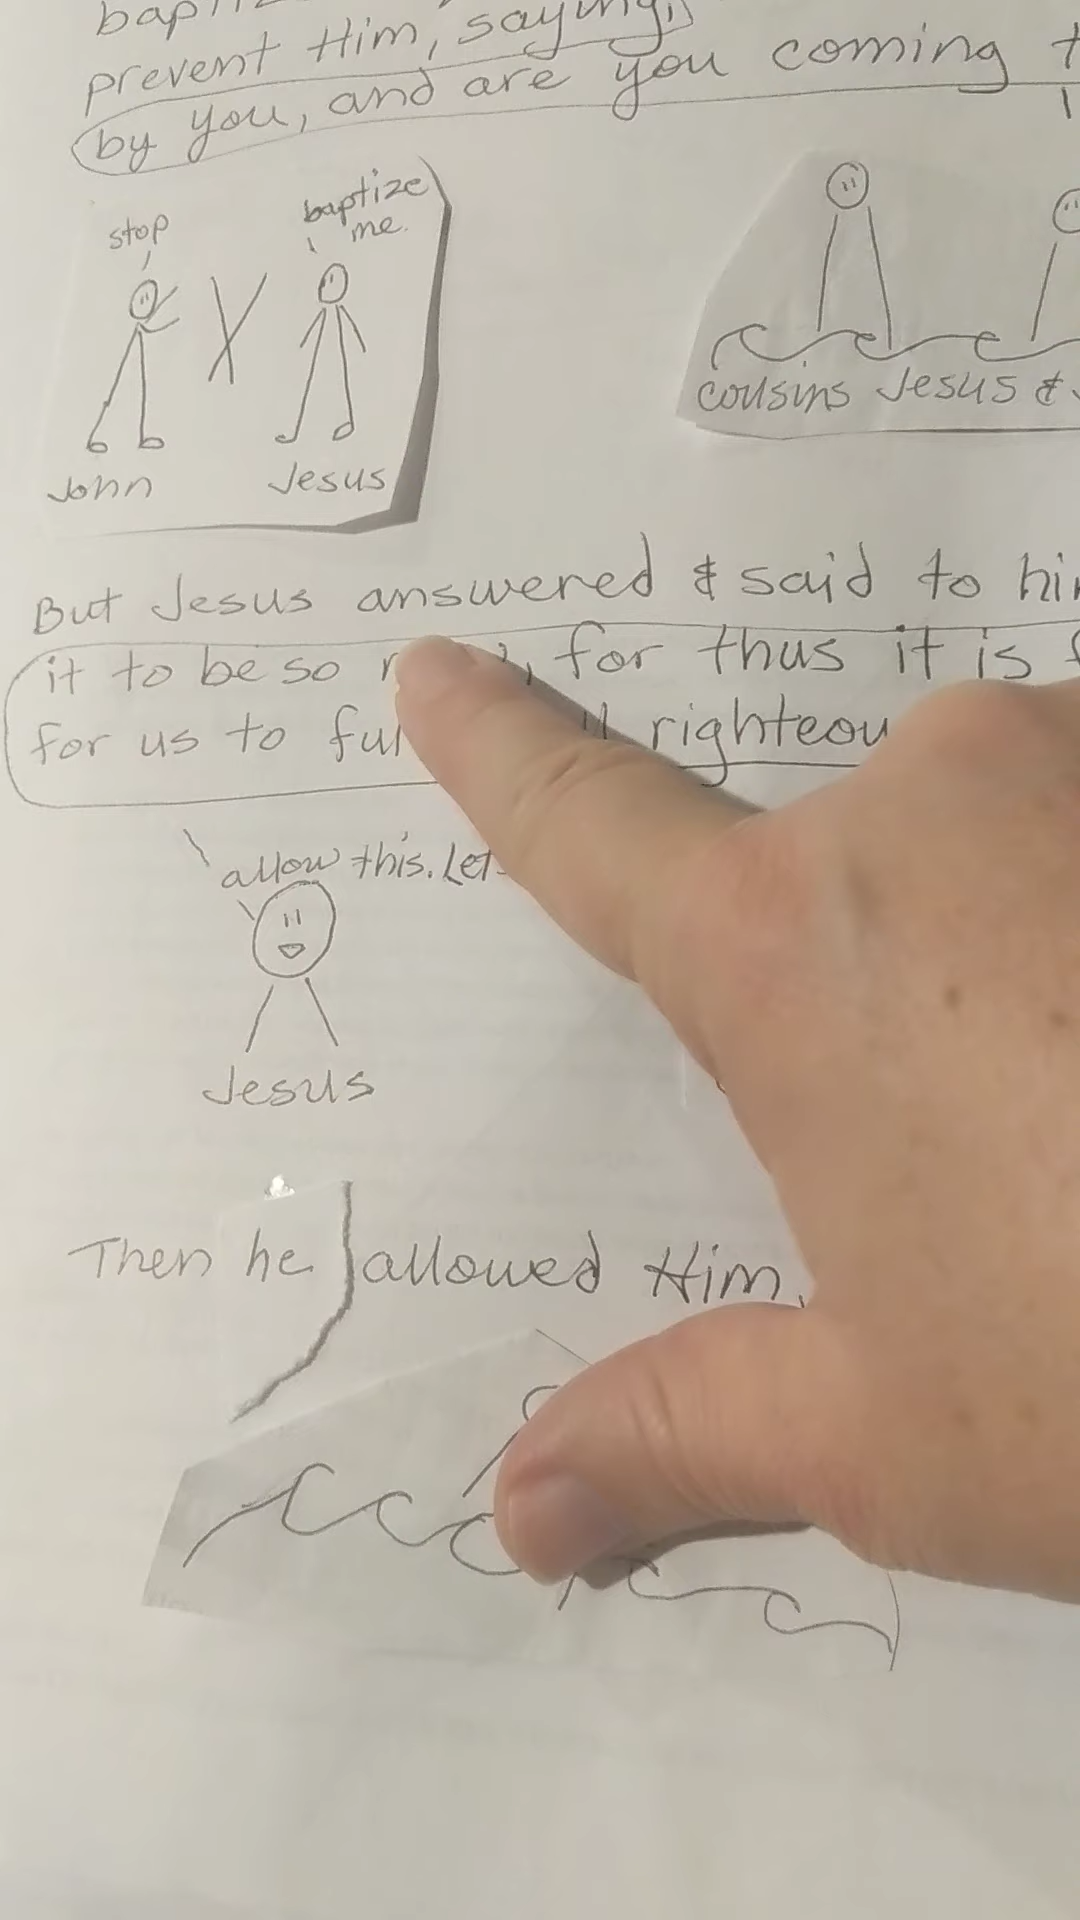 prevent Him, saying,
by you, and are you coming
stop
baptize
me.
John
Jesus
cousins Jesus &
But Jesus answered & said to
it to be so for thus it is
for us to
allow this. Let
Jesus
Then he allowed Him.